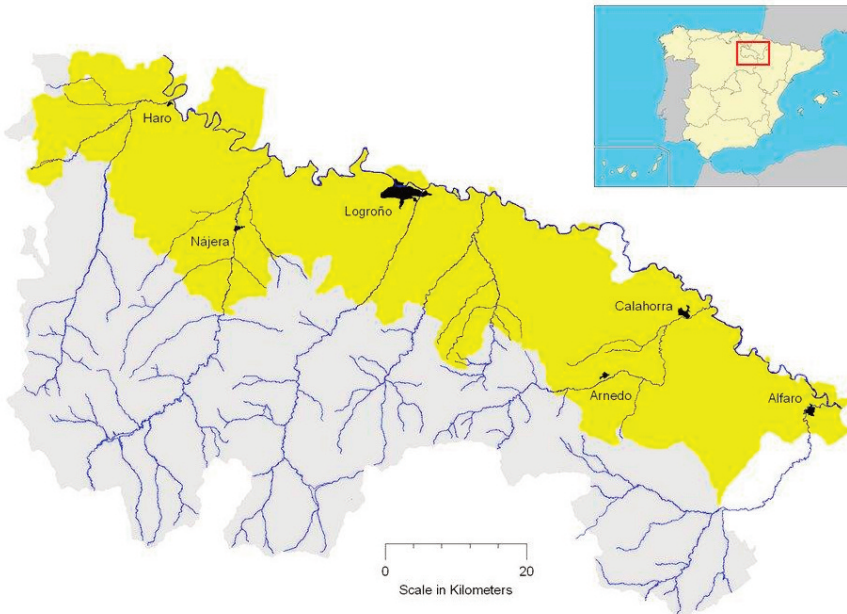 Haro
Logroño
Nájera
Calahorra
Arnedo
Alfaro
0
20
Scale in Kilometers